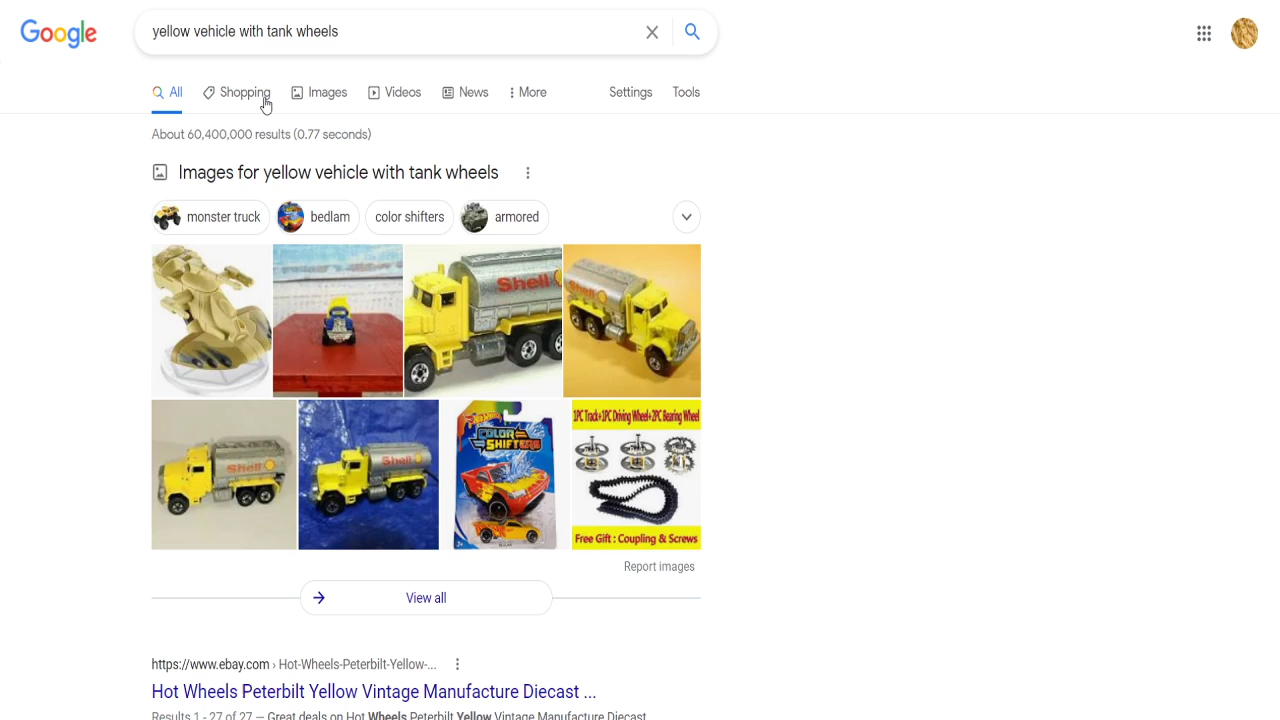 Google
yellow vehicle with tank wheels
All Shopping Images Videos News More Settings Tools
About 60,400,000 results (0.77 seconds)
Images for yellow vehicle with tank wheels
monster truck bedlam color shifters armored
Shell
Shell
Shell
Shell
COLOR
SHIFTERS
1PC Track+1PC Driving Wheel+2PC Bearing Wheel
Free Gift : Coupling & Screws
Report images
View all
https://www.ebay.com › Hot-Wheels-Peterbilt-Yellow-...
Hot Wheels Peterbilt Yellow Vintage Manufacture Diecast ...
Results 1 - 27 of 27 — Great deals on Hot Wheels Peterbilt Yellow Vintage Manufacture Diecast